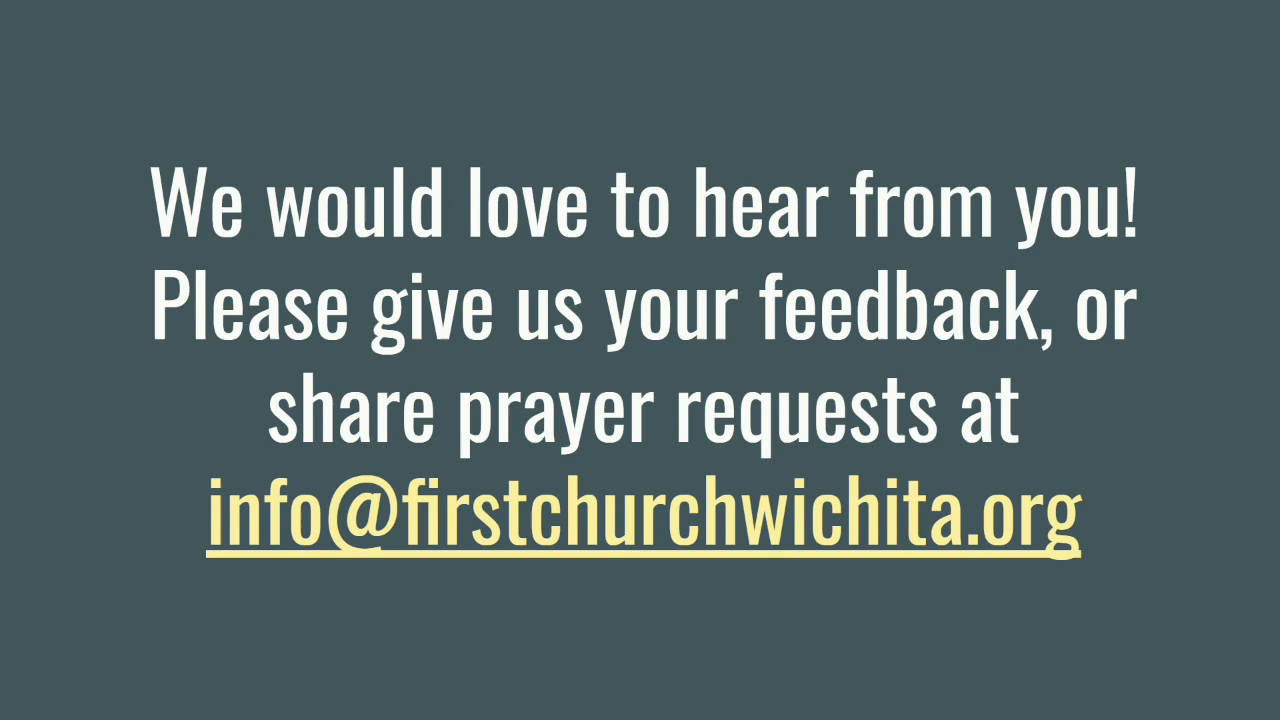 We would love to hear from you!
Please give us your feedback, or
share prayer requests at
info@firstchurchwichita.org